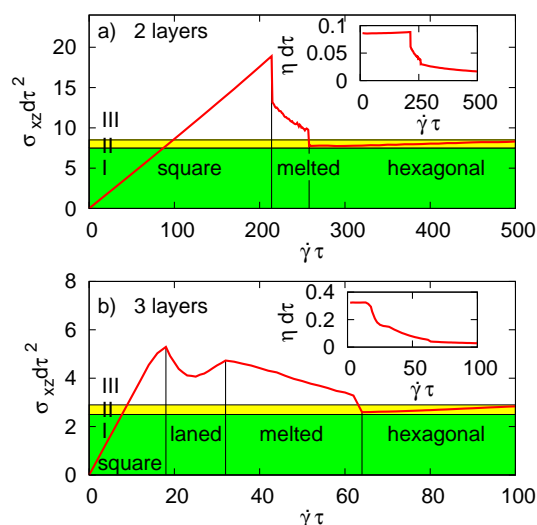 a) 2 layers
σxz dτ²
20
15
10
5
0
III
II
I
square
melted
hexagonal
0 100 200 300 400 500
γ̇ τ
η dτ
0.1
0.05
0
0 250 500
γ̇ τ
b) 3 layers
σxz dτ²
8
6
4
2
0
III
II
I
square
laned
melted
hexagonal
0 20 40 60 80 100
γ̇ τ
η dτ
0.4
0.2
0
0 50 100
γ̇ τ